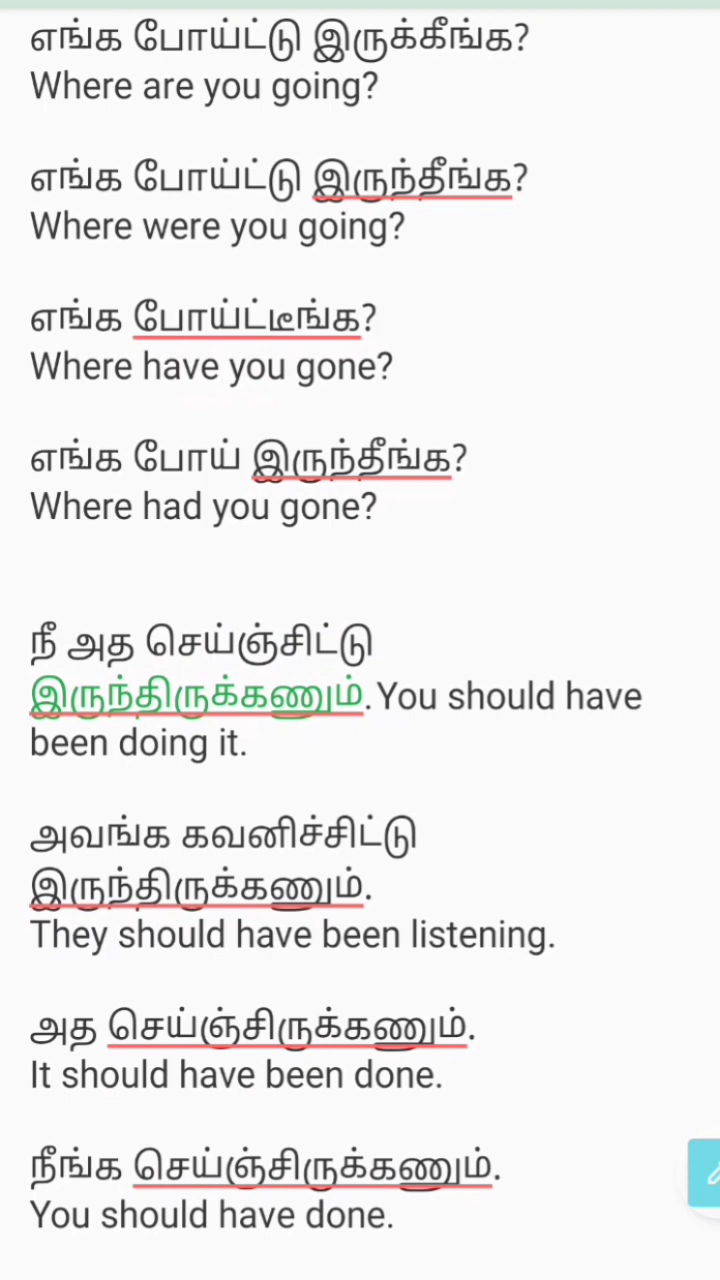 எங்க போய்ட்டு இருக்கீங்க?
Where are you going?
எங்க போய்ட்டு இருந்தீங்க?
Where were you going?
எங்க போய்ட்டீங்க?
Where have you gone?
எங்க போய் இருந்தீங்க?
Where had you gone?
நீ அத செய்ஞ்சிட்டு
இருந்திருக்கணும். You should have
been doing it.
அவங்க கவனிச்சிட்டு
இருந்திருக்கணும்.
They should have been listening.
அத செய்ஞ்சிருக்கணும்.
It should have been done.
நீங்க செய்ஞ்சிருக்கணும்.
You should have done.